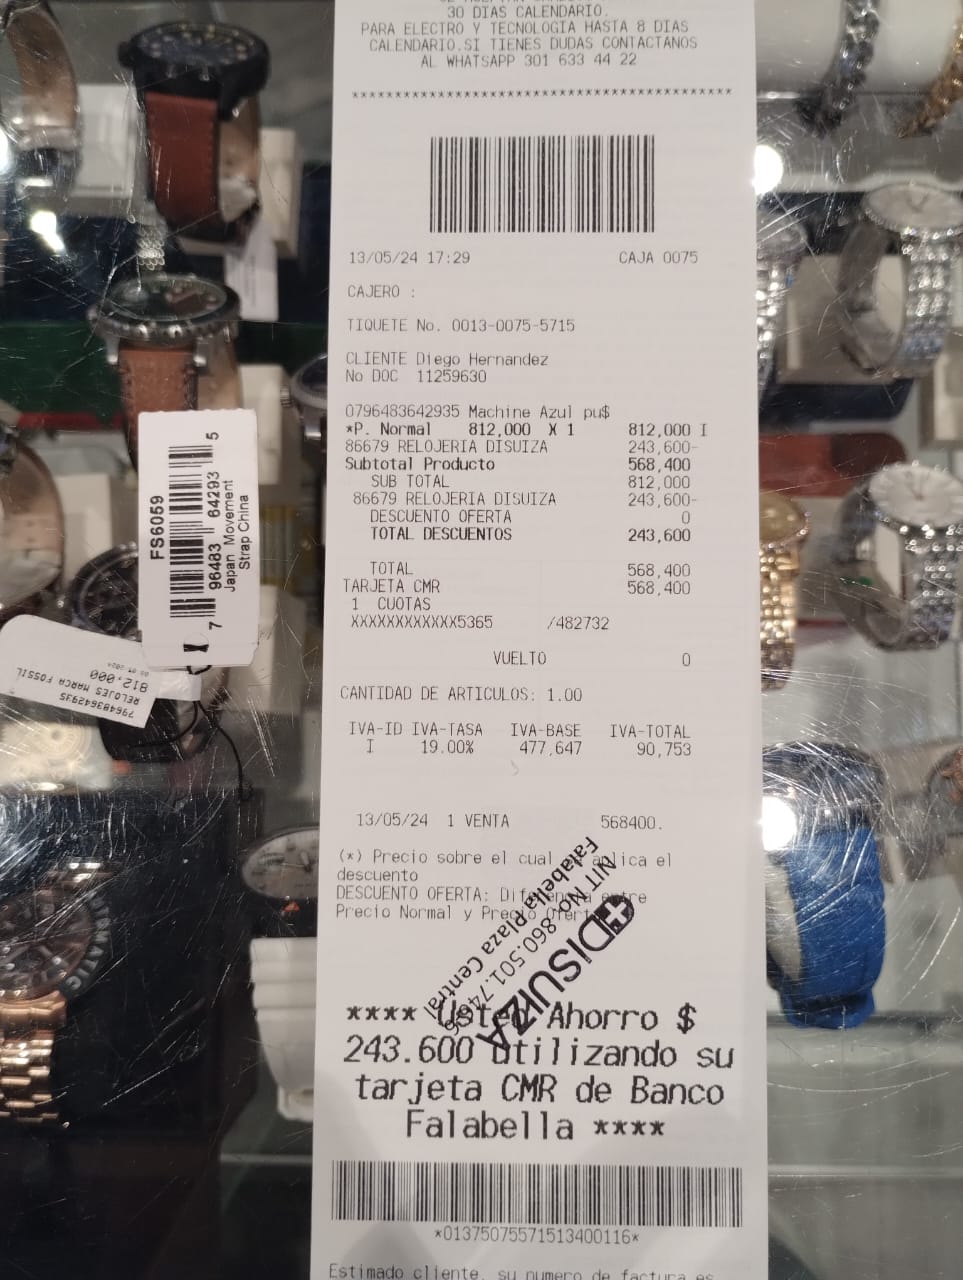 30 DIAS CALENDARIO.
PARA ELECTRO Y TECNOLOGIA HASTA 8 DIAS
CALENDARIO.SI TIENES DUDAS CONTACTANOS
AL WHATSAPP 301 633 44 22
********************************************
13/05/24 17:29 CAJA 0075
CAJERO :
TIQUETE No. 0013-0075-5715
CLIENTE Diego Hernandez
No DOC 11259630
0796483642935 Machine Azul pu$
*P. Normal 812,000 X 1 812,000 I
86679 RELOJERIA DISUIZA 243,600-
Subtotal Producto 568,400
SUB TOTAL 812,000
86679 RELOJERIA DISUIZA 243,600-
DESCUENTO OFERTA 0
TOTAL DESCUENTOS 243,600
TOTAL 568,400
TARJETA CMR 568,400
1 CUOTAS
XXXXXXXXXXXX5365 /482732
VUELTO 0
CANTIDAD DE ARTICULOS: 1.00
IVA-ID IVA-TASA IVA-BASE IVA-TOTAL
I 19.00% 477,647 90,753
13/05/24 1 VENTA 568400.
(*) Precio sobre el cual se aplica el
descuento
DESCUENTO OFERTA: Diferencia entre
Precio Normal y Precio Oferta
DISUIZA
NIT No. 860.501.
Falabella Plaza Central
**** Usted Ahorro $
243.600 utilizando su
tarjeta CMR de Banco
Falabella ****
*01375075571513400116*
Estimado cliente, su numero de factura es
FS6059
7 96483 64293 5
Japan Movement
Strap China
7964836642935
RELOJES MARCA FOSSIL
812,000